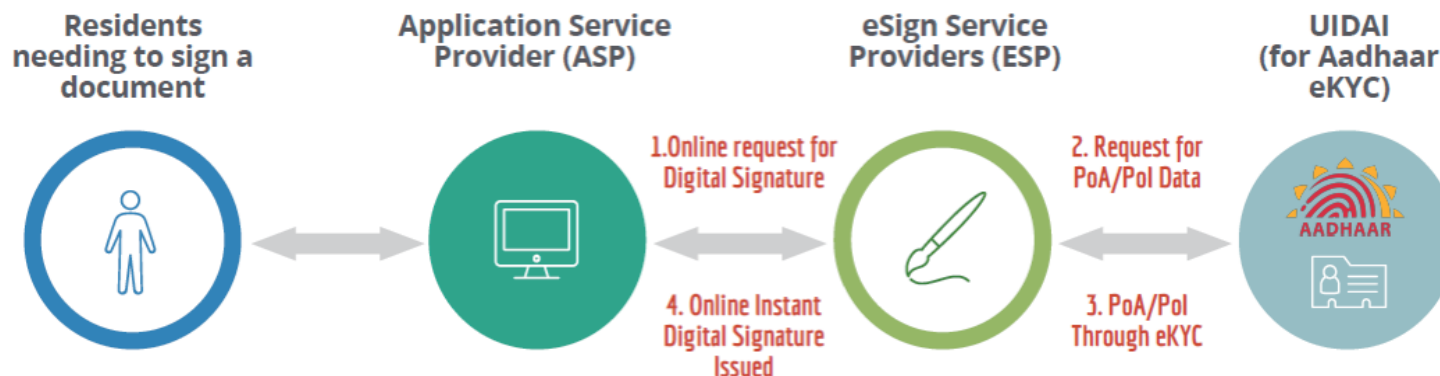 Residents
needing to sign a
document
Application Service
Provider (ASP)
eSign Service
Providers (ESP)
UIDAI
(for Aadhaar
eKYC)
1.Online request for
Digital Signature
2. Request for
PoA/PoI Data
AADHAAR
4. Online Instant
Digital Signature
Issued
3. PoA/PoI
Through eKYC